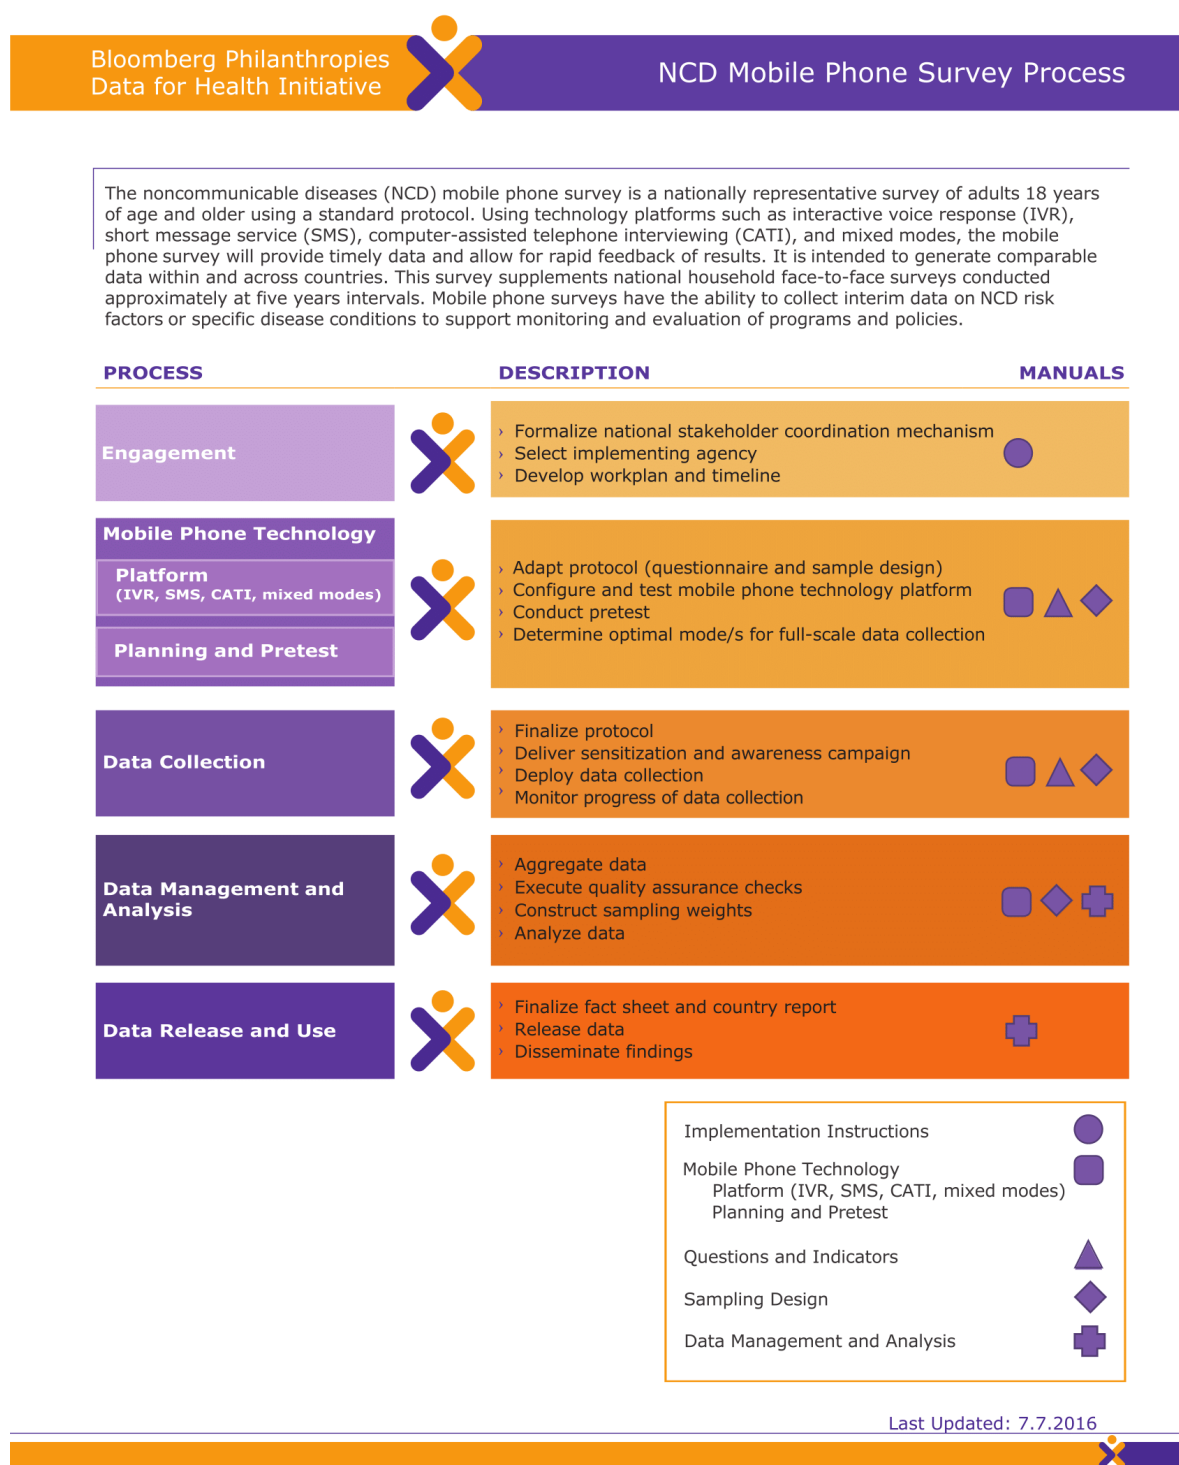 Bloomberg Philanthropies
Data for Health Initiative
NCD Mobile Phone Survey Process
The noncommunicable diseases (NCD) mobile phone survey is a nationally representative survey of adults 18 years
of age and older using a standard protocol. Using technology platforms such as interactive voice response (IVR),
short message service (SMS), computer-assisted telephone interviewing (CATI), and mixed modes, the mobile
phone survey will provide timely data and allow for rapid feedback of results. It is intended to generate comparable
data within and across countries. This survey supplements national household face-to-face surveys conducted
approximately at five years intervals. Mobile phone surveys have the ability to collect interim data on NCD risk
factors or specific disease conditions to support monitoring and evaluation of programs and policies.
PROCESS DESCRIPTION MANUALS
Engagement
› Formalize national stakeholder coordination mechanism
› Select implementing agency
› Develop workplan and timeline
Mobile Phone Technology
Platform
(IVR, SMS, CATI, mixed modes)
Planning and Pretest
› Adapt protocol (questionnaire and sample design)
› Configure and test mobile phone technology platform
› Conduct pretest
› Determine optimal mode/s for full-scale data collection
Data Collection
› Finalize protocol
› Deliver sensitization and awareness campaign
› Deploy data collection
› Monitor progress of data collection
Data Management and
Analysis
› Aggregate data
› Execute quality assurance checks
› Construct sampling weights
› Analyze data
Data Release and Use
› Finalize fact sheet and country report
› Release data
› Disseminate findings
Implementation Instructions
Mobile Phone Technology
Platform (IVR, SMS, CATI, mixed modes)
Planning and Pretest
Questions and Indicators
Sampling Design
Data Management and Analysis
Last Updated: 7.7.2016